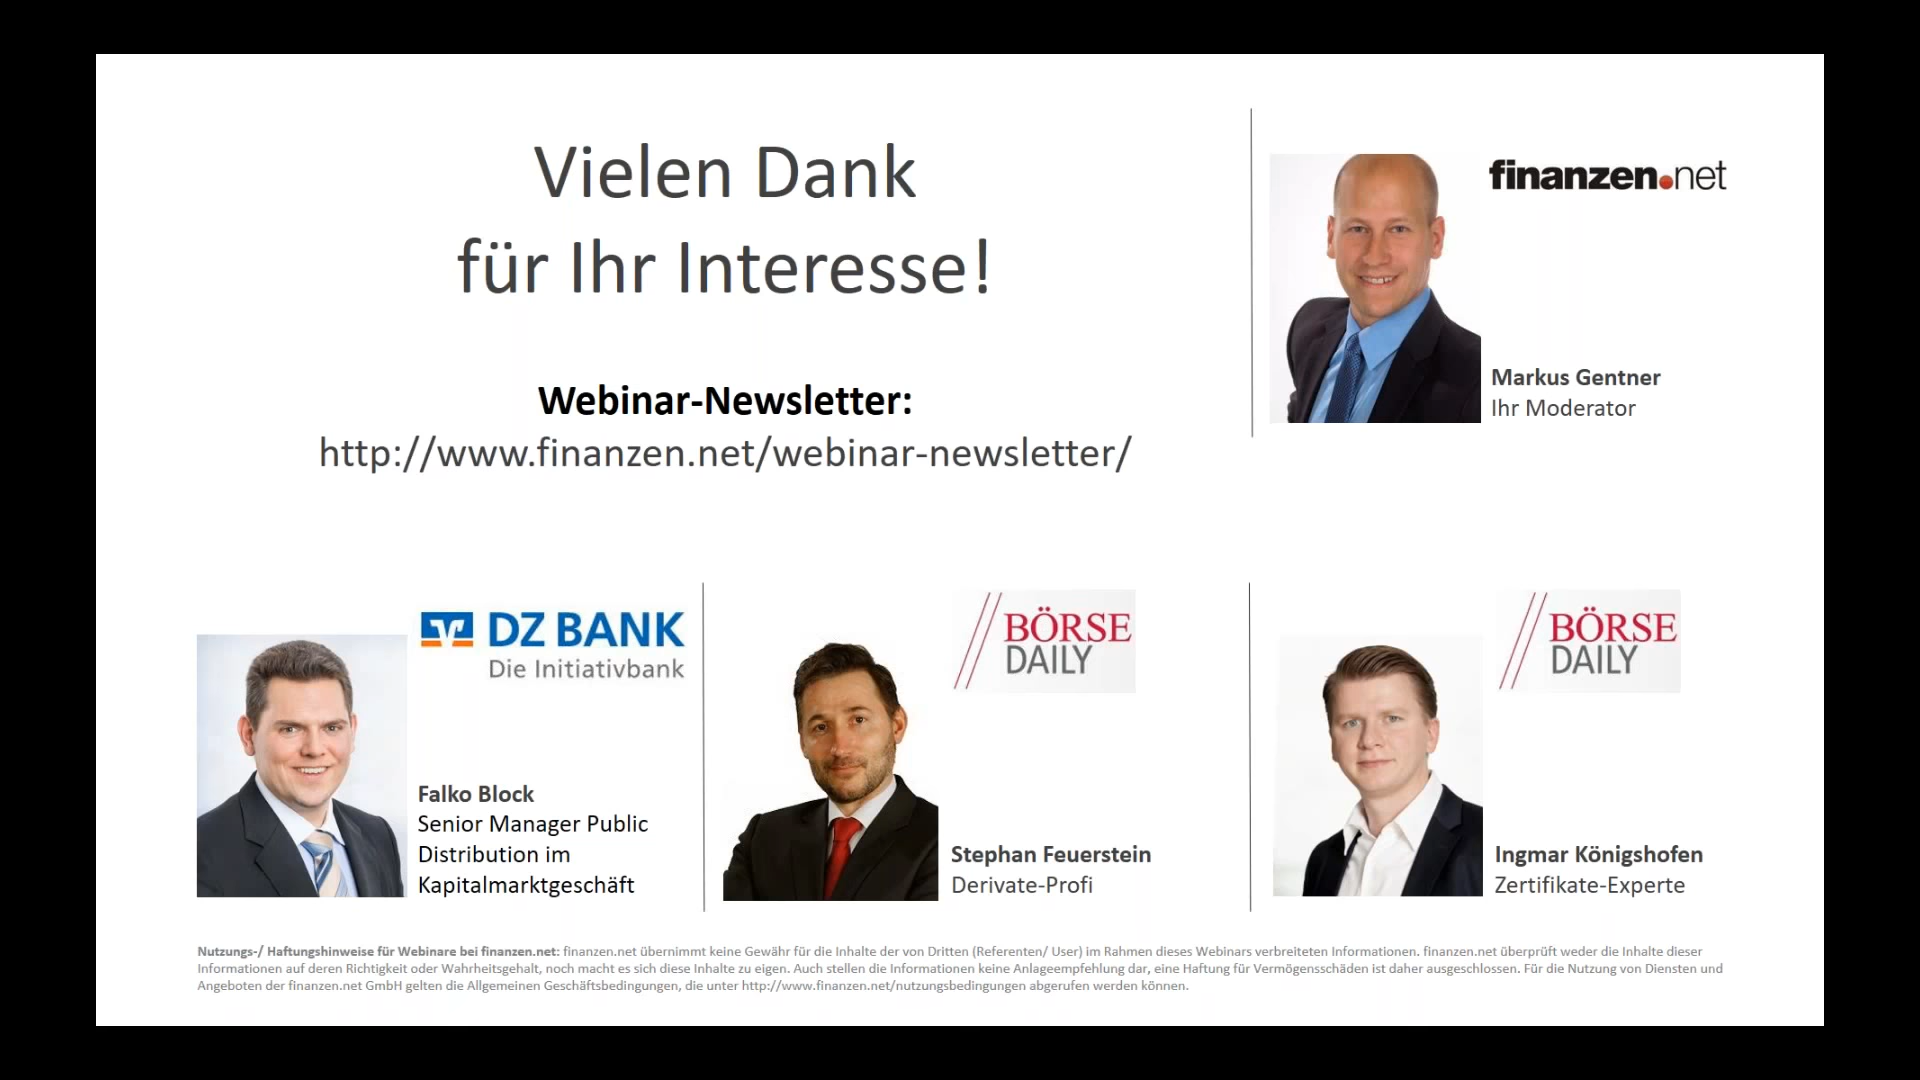 Vielen Dank
für Ihr Interesse!
Webinar-Newsletter:
http://www.finanzen.net/webinar-newsletter/
finanzen.net
Markus Gentner
Ihr Moderator
DZ BANK
Die Initiativbank
Falko Block
Senior Manager Public
Distribution im
Kapitalmarktgeschäft
BÖRSE
DAILY
Stephan Feuerstein
Derivate-Profi
BÖRSE
DAILY
Ingmar Königshofen
Zertifikate-Experte
Nutzungs-/ Haftungshinweise für Webinare bei finanzen.net: finanzen.net übernimmt keine Gewähr für die Inhalte der von Dritten (Referenten/ User) im Rahmen dieses Webinars verbreiteten Informationen. finanzen.net überprüft weder die Inhalte dieser
Informationen auf deren Richtigkeit oder Wahrheitsgehalt, noch macht es sich diese Inhalte zu eigen. Auch stellen die Informationen keine Anlageempfehlung dar, eine Haftung für Vermögensschäden ist daher ausgeschlossen. Für die Nutzung von Diensten und
Angeboten der finanzen.net GmbH gelten die Allgemeinen Geschäftsbedingungen, die unter http://www.finanzen.net/nutzungsbedingungen abgerufen werden können.